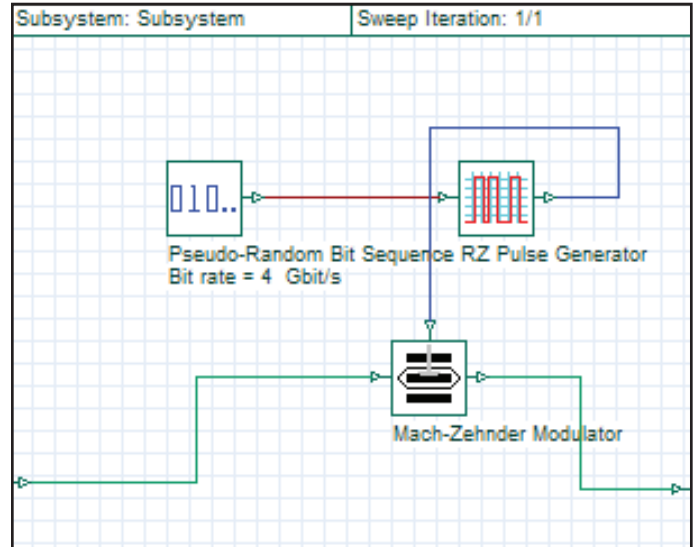 Subsystem: Subsystem
Sweep Iteration: 1/1
010..
Pseudo-Random Bit Sequence RZ Pulse Generator
Bit rate = 4 Gbit/s
Mach-Zehnder Modulator